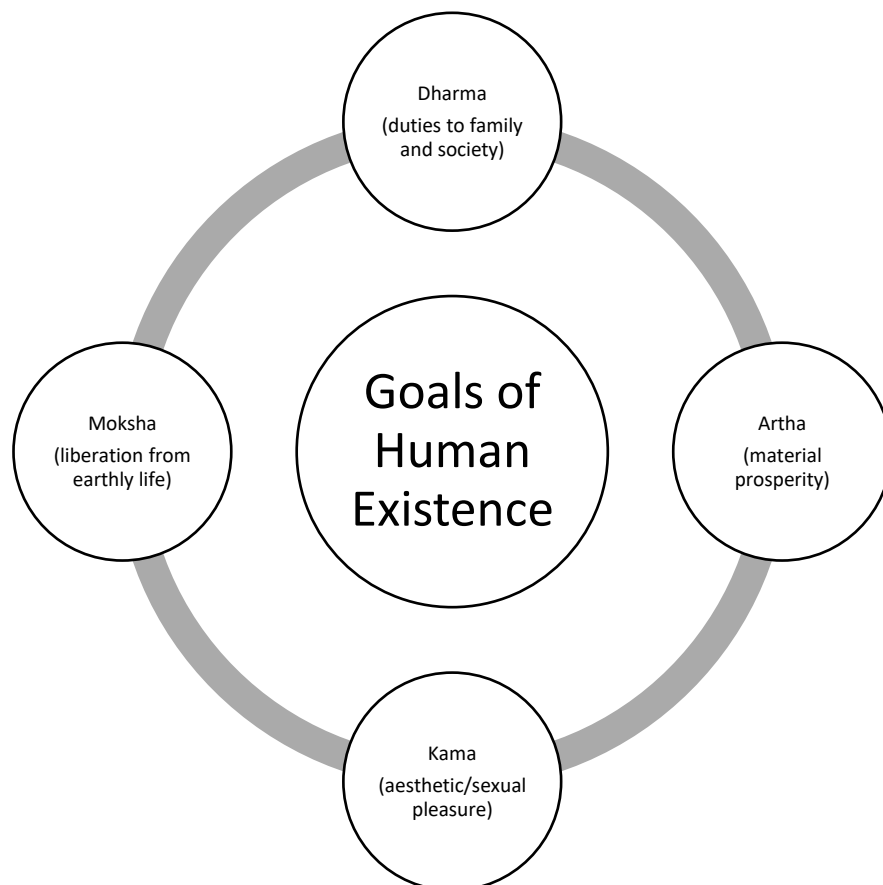 Dharma
(duties to family
and society)
Moksha
(liberation from
earthly life)
Goals of
Human
Existence
Artha
(material
prosperity)
Kama
(aesthetic/sexual
pleasure)